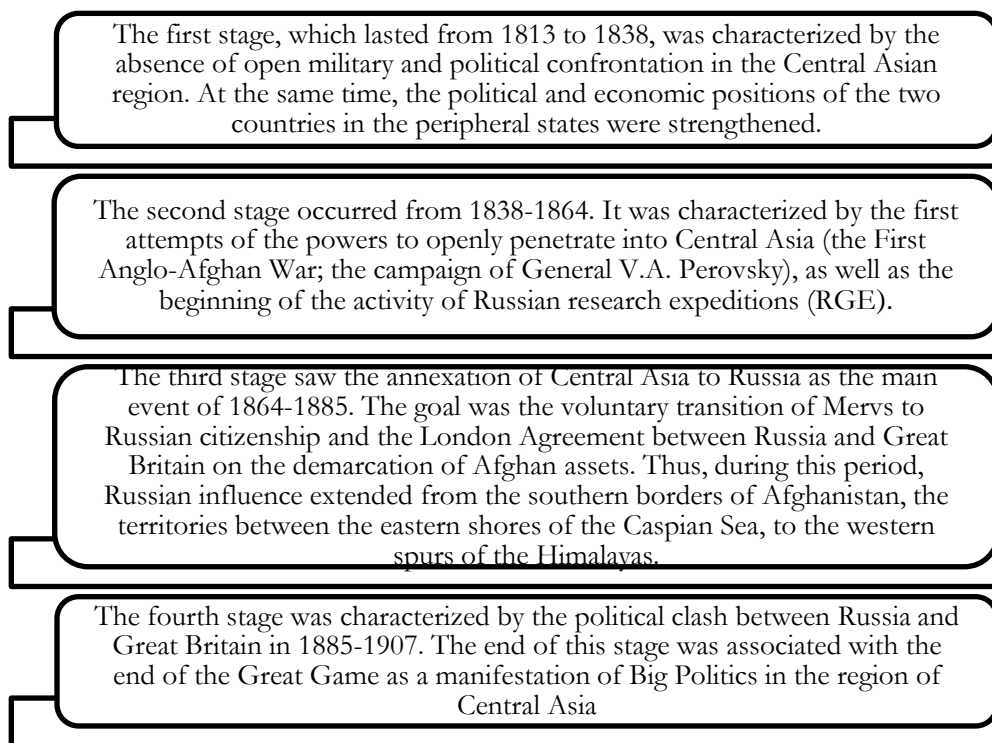 The first stage, which lasted from 1813 to 1838, was characterized by the
absence of open military and political confrontation in the Central Asian
region. At the same time, the political and economic positions of the two
countries in the peripheral states were strengthened.
The second stage occurred from 1838-1864. It was characterized by the first
attempts of the powers to openly penetrate into Central Asia (the First
Anglo-Afghan War; the campaign of General V.A. Perovsky), as well as the
beginning of the activity of Russian research expeditions (RGE).
The third stage saw the annexation of Central Asia to Russia as the main
event of 1864-1885. The goal was the voluntary transition of Mervs to
Russian citizenship and the London Agreement between Russia and Great
Britain on the demarcation of Afghan assets. Thus, during this period,
Russian influence extended from the southern borders of Afghanistan, the
territories between the eastern shores of the Caspian Sea, to the western
spurs of the Himalayas.
The fourth stage was characterized by the political clash between Russia and
Great Britain in 1885-1907. The end of this stage was associated with the
end of the Great Game as a manifestation of Big Politics in the region of
Central Asia